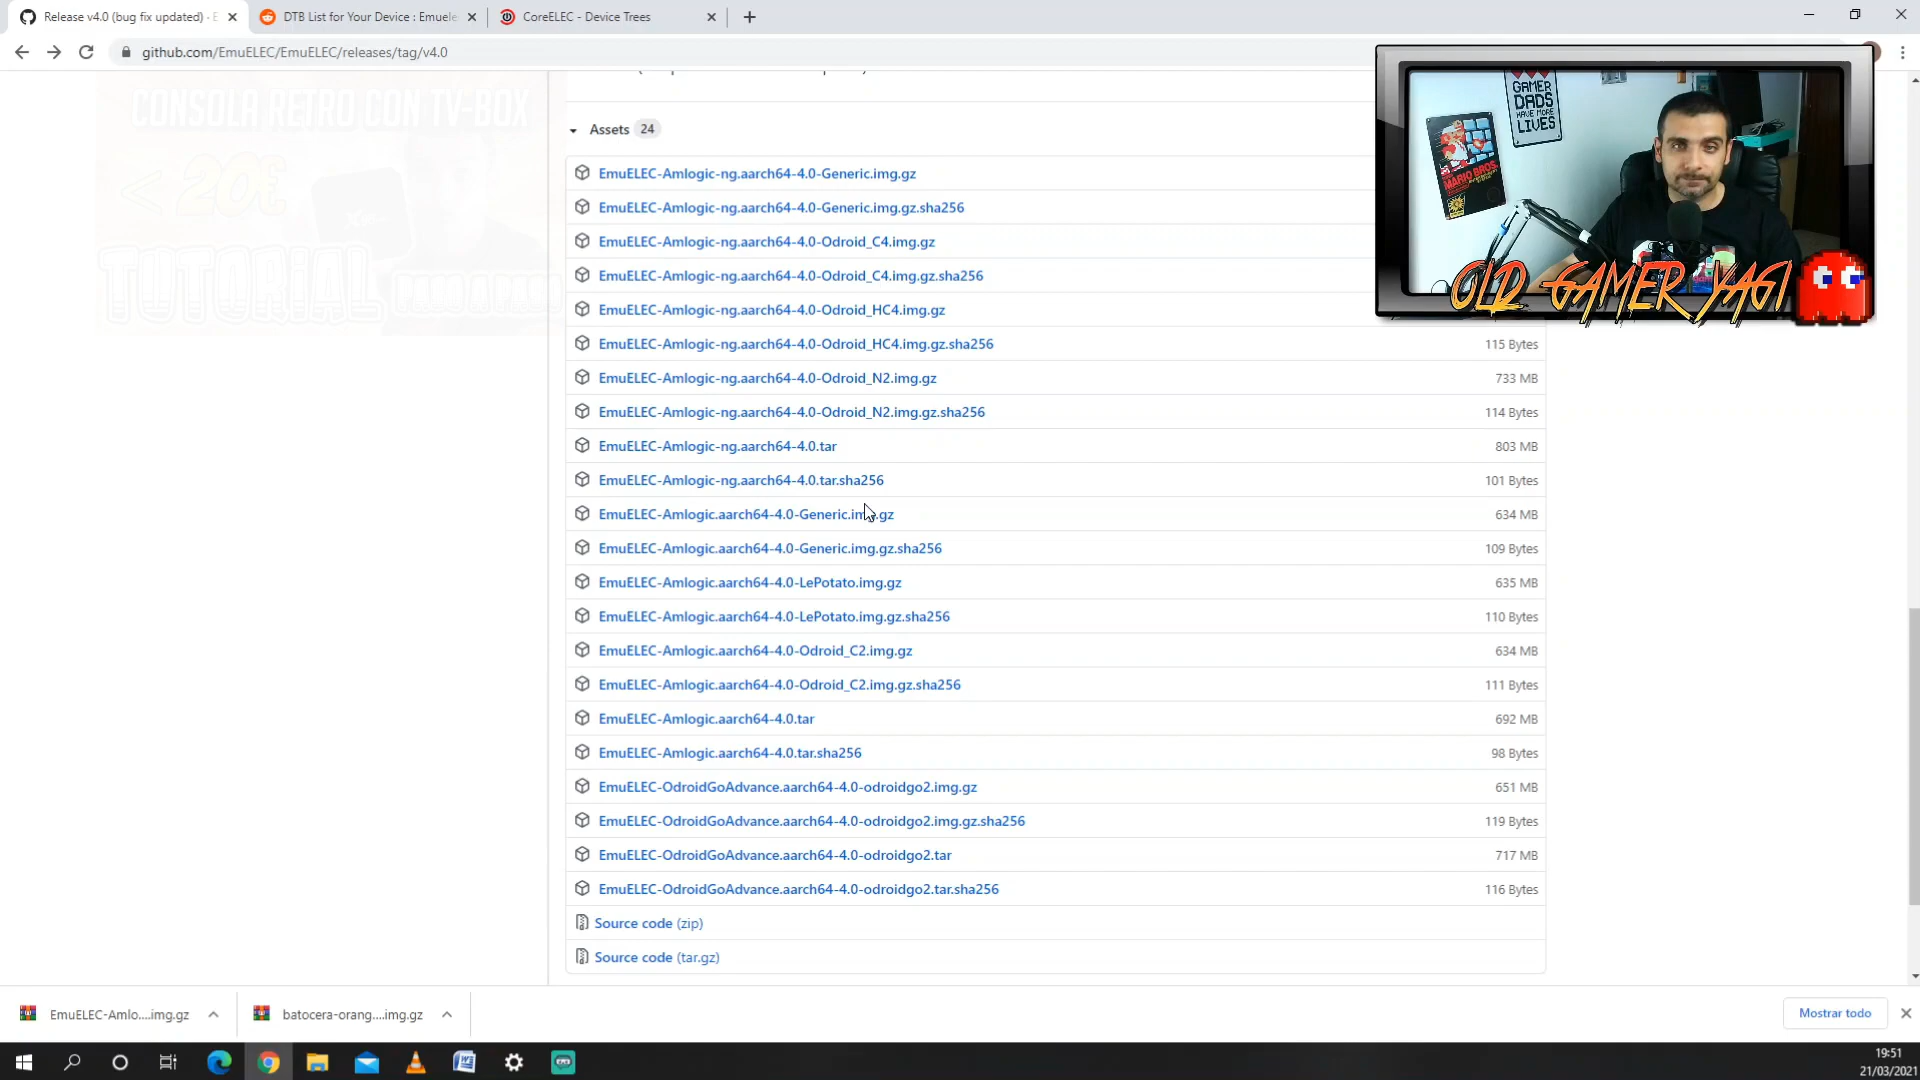 Release v4.0 (bug fix updated) · E
DTB List for Your Device : Emuele
CoreELEC - Device Trees
github.com/EmuELEC/EmuELEC/releases/tag/v4.0
CONSOLA RETRO CON TV-BOX
< 20€
TUTORIAL
Assets 24
EmuELEC-Amlogic-ng.aarch64-4.0-Generic.img.gz
EmuELEC-Amlogic-ng.aarch64-4.0-Generic.img.gz.sha256
EmuELEC-Amlogic-ng.aarch64-4.0-Odroid_C4.img.gz
EmuELEC-Amlogic-ng.aarch64-4.0-Odroid_C4.img.gz.sha256
EmuELEC-Amlogic-ng.aarch64-4.0-Odroid_HC4.img.gz
EmuELEC-Amlogic-ng.aarch64-4.0-Odroid_HC4.img.gz.sha256 115 Bytes
EmuELEC-Amlogic-ng.aarch64-4.0-Odroid_N2.img.gz 733 MB
EmuELEC-Amlogic-ng.aarch64-4.0-Odroid_N2.img.gz.sha256 114 Bytes
EmuELEC-Amlogic-ng.aarch64-4.0.tar 803 MB
EmuELEC-Amlogic-ng.aarch64-4.0.tar.sha256 101 Bytes
EmuELEC-Amlogic.aarch64-4.0-Generic.img.gz 634 MB
EmuELEC-Amlogic.aarch64-4.0-Generic.img.gz.sha256 109 Bytes
EmuELEC-Amlogic.aarch64-4.0-LePotato.img.gz 635 MB
EmuELEC-Amlogic.aarch64-4.0-LePotato.img.gz.sha256 110 Bytes
EmuELEC-Amlogic.aarch64-4.0-Odroid_C2.img.gz 634 MB
EmuELEC-Amlogic.aarch64-4.0-Odroid_C2.img.gz.sha256 111 Bytes
EmuELEC-Amlogic.aarch64-4.0.tar 692 MB
EmuELEC-Amlogic.aarch64-4.0.tar.sha256 98 Bytes
EmuELEC-OdroidGoAdvance.aarch64-4.0-odroidgo2.img.gz 651 MB
EmuELEC-OdroidGoAdvance.aarch64-4.0-odroidgo2.img.gz.sha256 119 Bytes
EmuELEC-OdroidGoAdvance.aarch64-4.0-odroidgo2.tar 717 MB
EmuELEC-OdroidGoAdvance.aarch64-4.0-odroidgo2.tar.sha256 116 Bytes
Source code (zip)
Source code (tar.gz)
GAMER
DADS
HAVE MORE
LIVES
MARIO BROS.
OLD GAMER YAGI
EmuELEC-Amlo....img.gz
batocera-orang....img.gz
Mostrar todo
19:51
21/03/2021